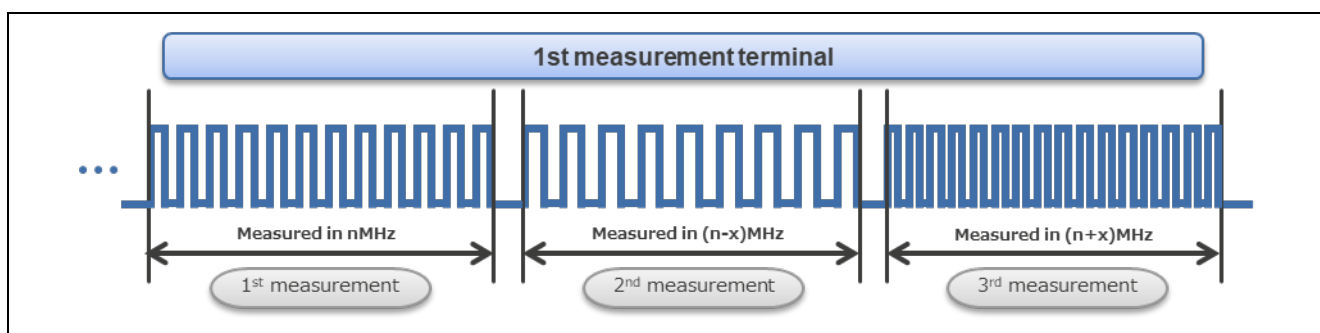 1st measurement terminal
...
Measured in nMHz
Measured in (n-x)MHz
Measured in (n+x)MHz
1st measurement
2nd measurement
3rd measurement